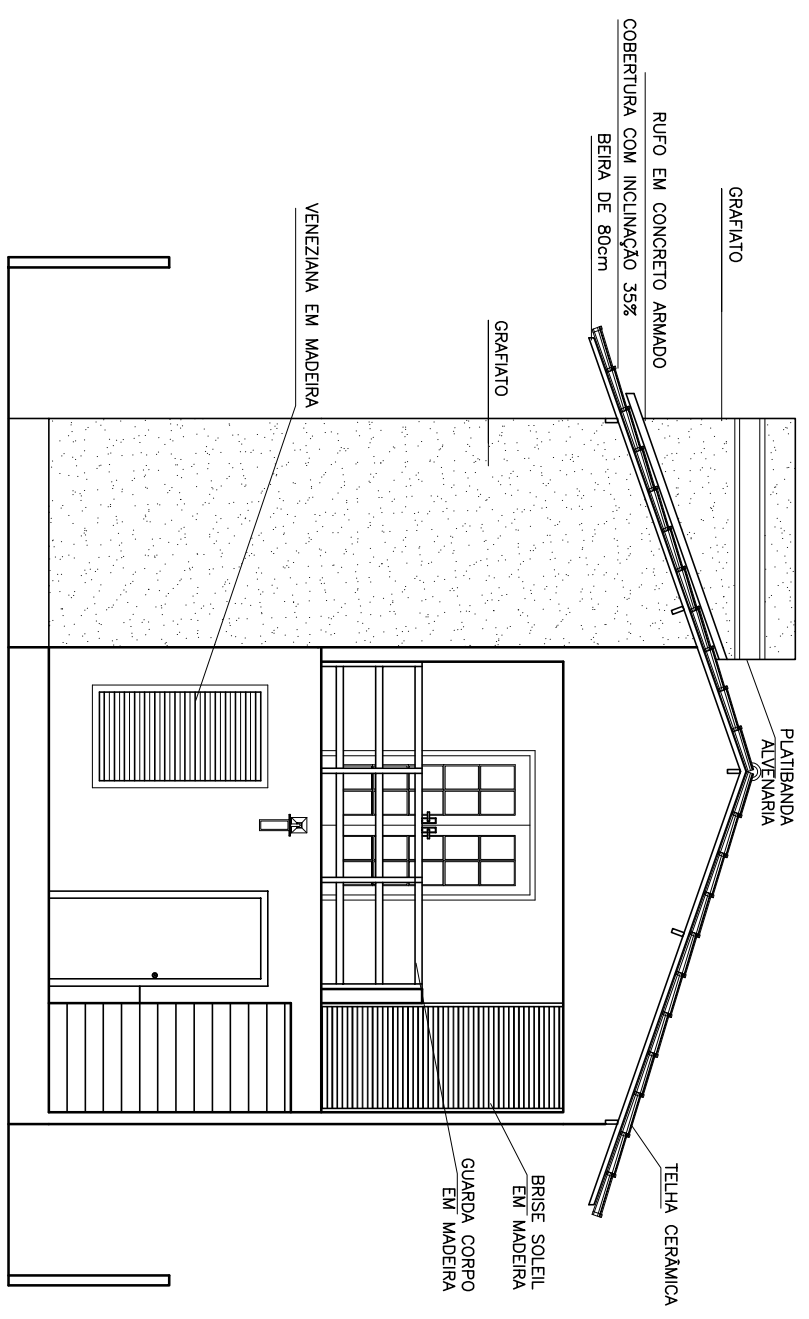 GRAFIATO
RUFO EM CONCRETO ARMADO
COBERTURA COM INCLINAÇÃO 35%
BEIRA DE 80cm
GRAFIATO
VENEZIANA EM MADEIRA
PLATIBANDA
ALVENARIA
TELHA CERÂMICA
BRISE SOLEIL
EM MADEIRA
GUARDA CORPO
EM MADEIRA